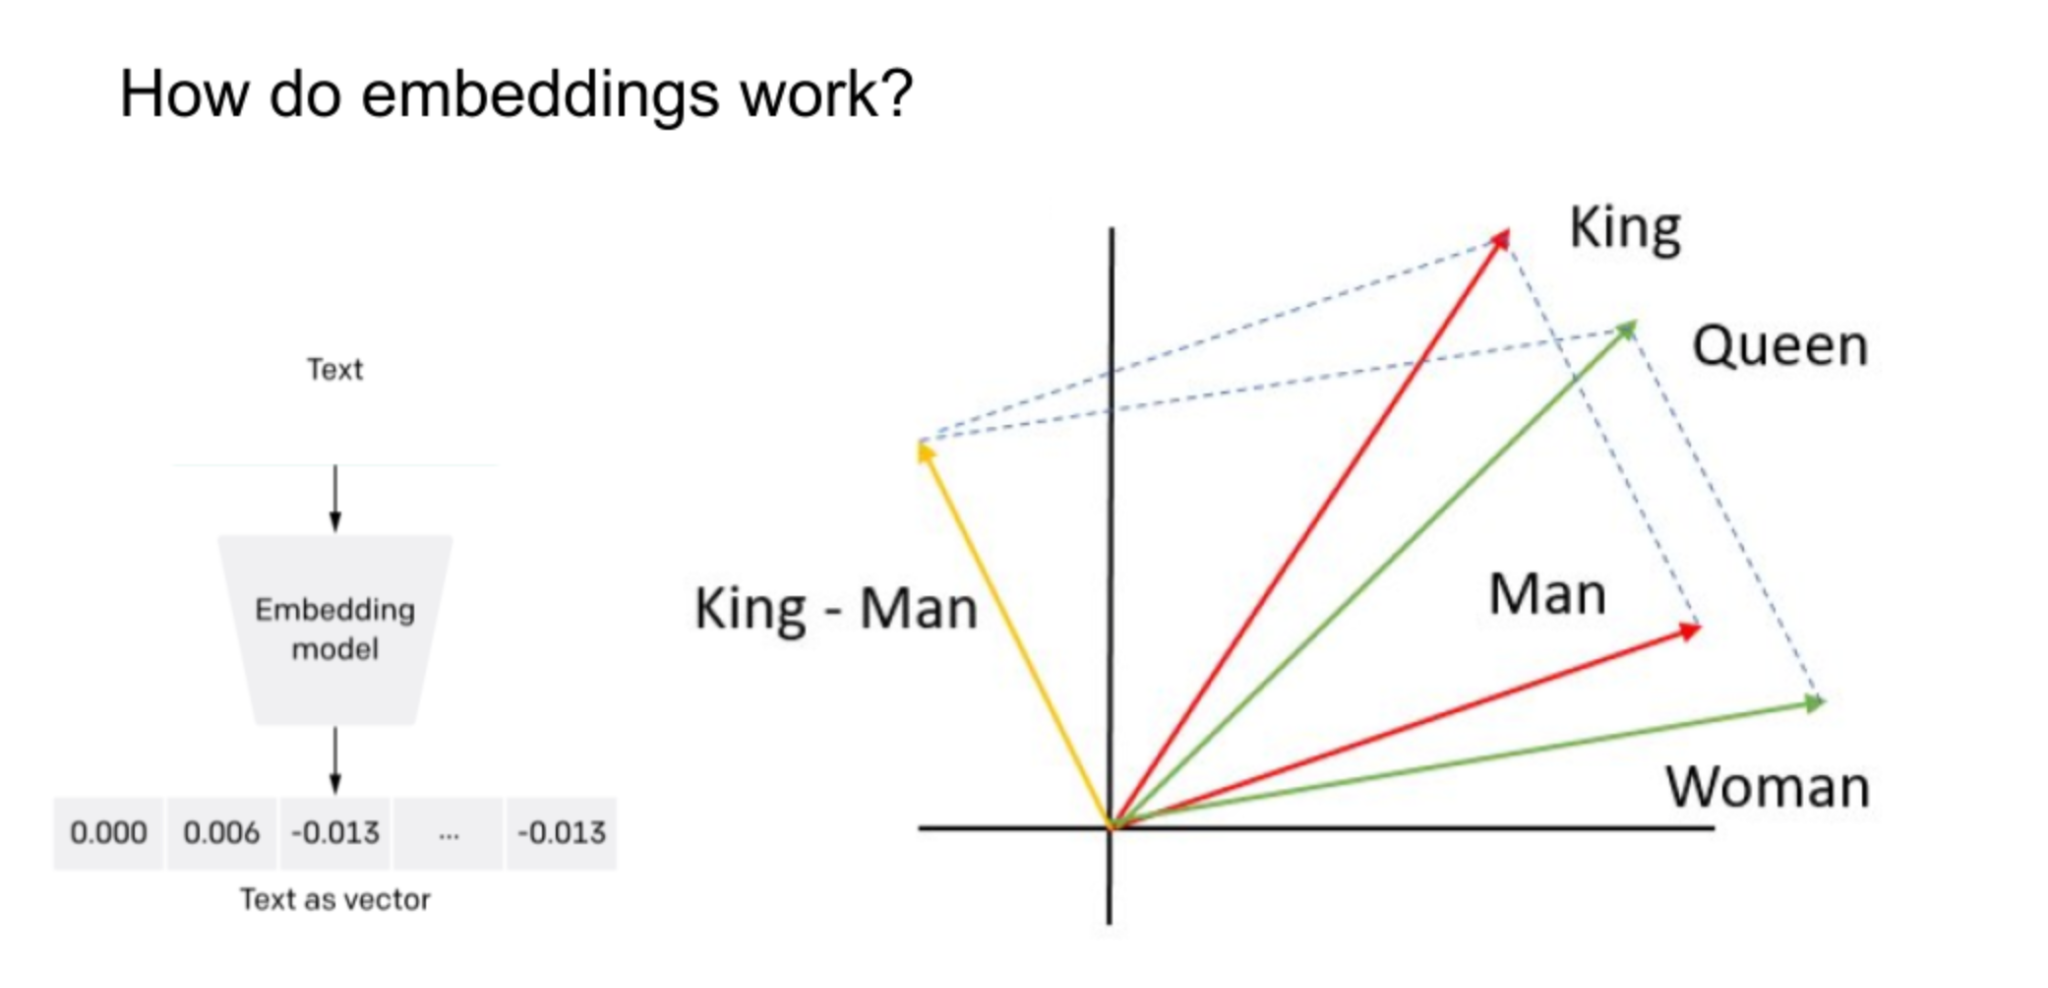 How do embeddings work?
Text
Embedding
model
0.000 0.006 -0.013 ... -0.013
Text as vector
King
Queen
Man
King - Man
Woman